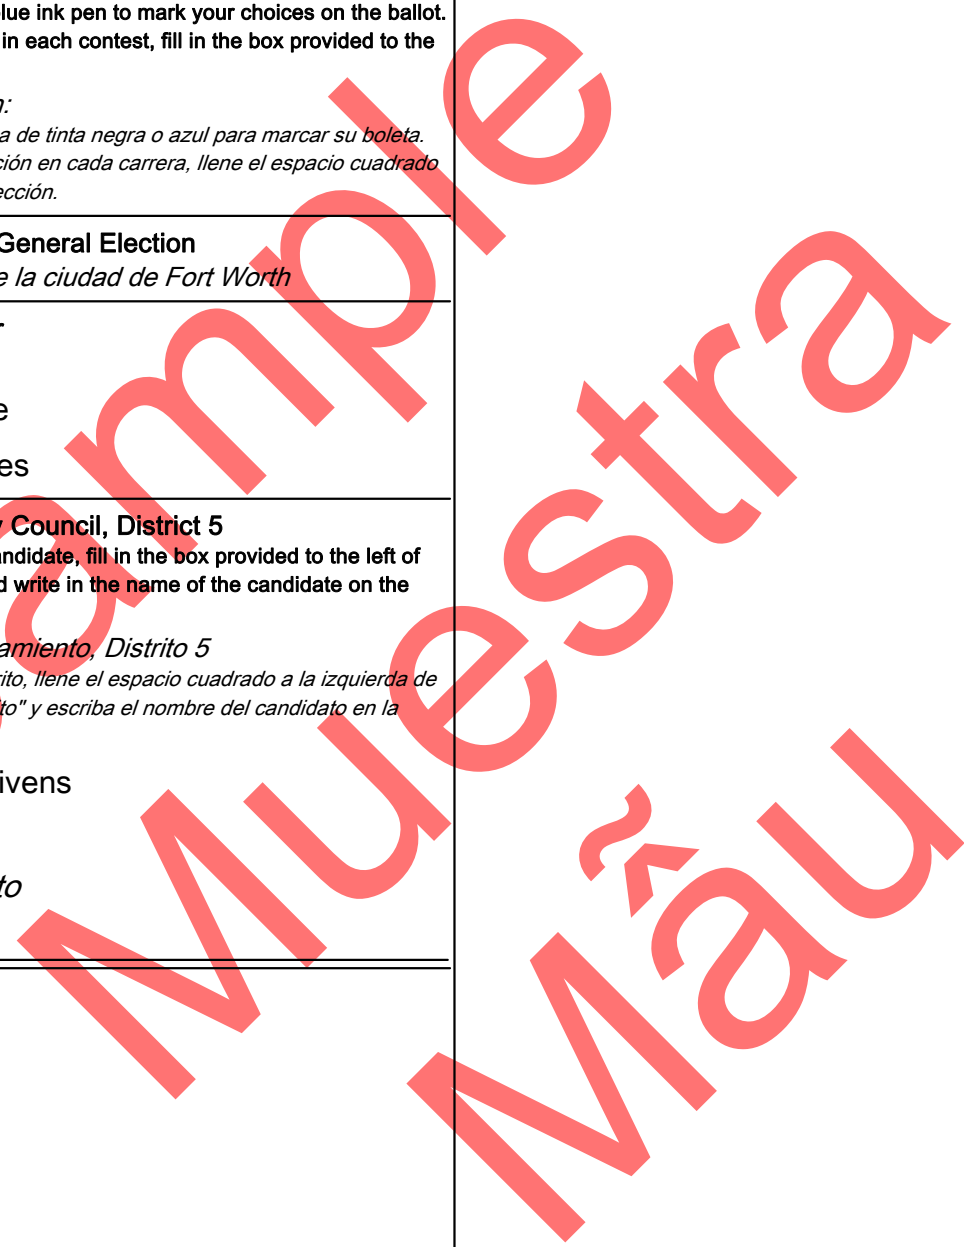 lue ink pen to mark your choices on the ballot.
in each contest, fill in the box provided to the
n:
a de tinta negra o azul para marcar su boleta.
ción en cada carrera, llene el espacio cuadrado
ección.
General Election
e la ciudad de Fort Worth
r
e
es
y Council, District 5
andidate, fill in the box provided to the left of
d write in the name of the candidate on the
amiento, Distrito 5
rito, llene el espacio cuadrado a la izquierda de
to" y escriba el nombre del candidato en la
ivens
to
ample
Muestra
Mẫu